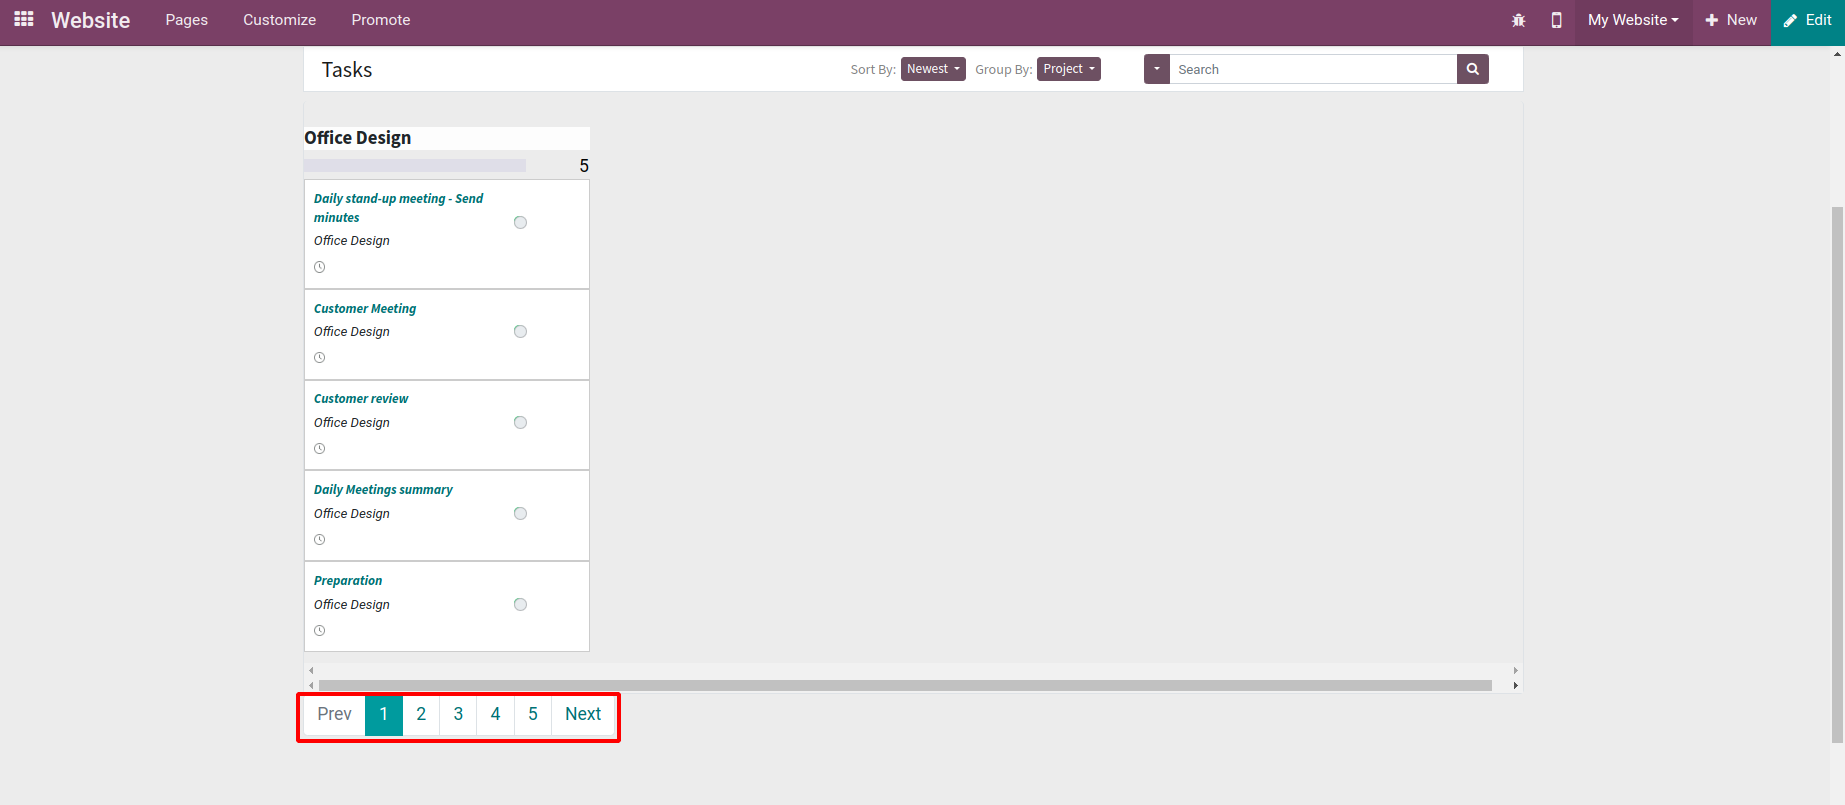 Website Pages Customize Promote My Website New Edit
Tasks Sort By: Newest Group By: Project Search
Office Design
5
Daily stand-up meeting - Send
minutes
Office Design
Customer Meeting
Office Design
Customer review
Office Design
Daily Meetings summary
Office Design
Preparation
Office Design
Prev 1 2 3 4 5 Next